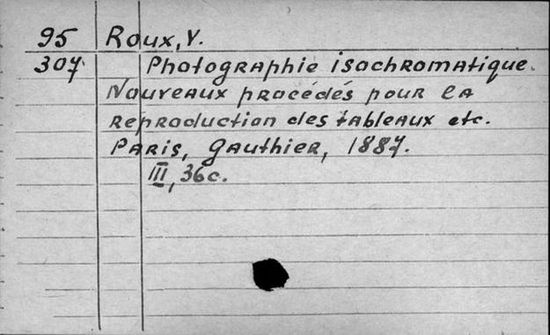 95 Roux, V.
307 Photographie isochromatique.
Nouveaux procédés pour la
reproduction des tableaux etc.
Paris, Gauthier, 1887.
III, 36c.